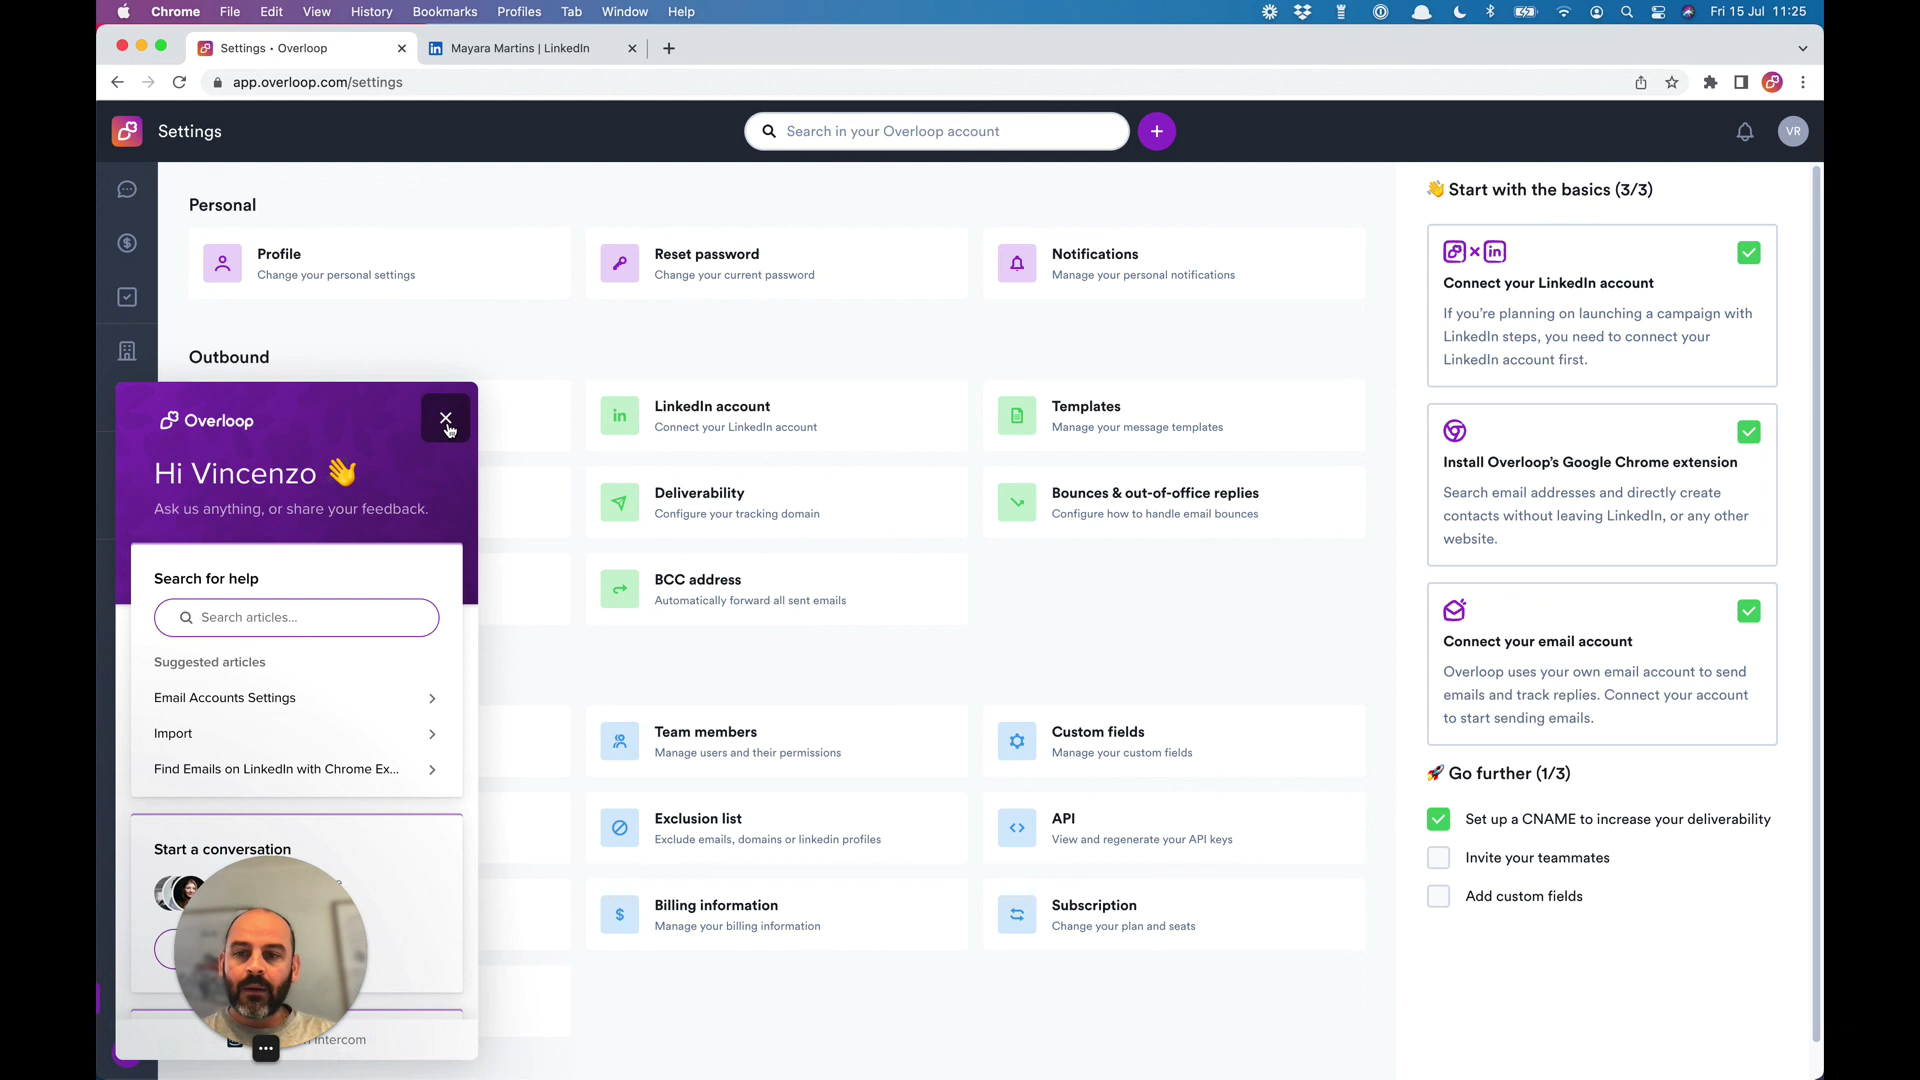 Chrome File Edit View History Bookmarks Profiles Tab Window Help
Fri 15 Jul 11:25
Settings • Overloop
Mayara Martins | LinkedIn
app.overloop.com/settings
Settings
Search in your Overloop account
VR
Personal
Profile
Change your personal settings
Reset password
Change your current password
Notifications
Manage your personal notifications
Outbound
LinkedIn account
Connect your LinkedIn account
Templates
Manage your message templates
Deliverability
Configure your tracking domain
Bounces & out-of-office replies
Configure how to handle email bounces
BCC address
Automatically forward all sent emails
Team members
Manage users and their permissions
Custom fields
Manage your custom fields
Exclusion list
Exclude emails, domains or linkedin profiles
API
View and regenerate your API keys
Billing information
Manage your billing information
Subscription
Change your plan and seats
Overloop
Hi Vincenzo 👋
Ask us anything, or share your feedback.
Search for help
Search articles...
Suggested articles
Email Accounts Settings
Import
Find Emails on LinkedIn with Chrome Ex...
Start a conversation
Intercom
👋 Start with the basics (3/3)
Connect your LinkedIn account
If you're planning on launching a campaign with
LinkedIn steps, you need to connect your
LinkedIn account first.
Install Overloop's Google Chrome extension
Search email addresses and directly create
contacts without leaving LinkedIn, or any other
website.
Connect your email account
Overloop uses your own email account to send
emails and track replies. Connect your account
to start sending emails.
🚀 Go further (1/3)
Set up a CNAME to increase your deliverability
Invite your teammates
Add custom fields